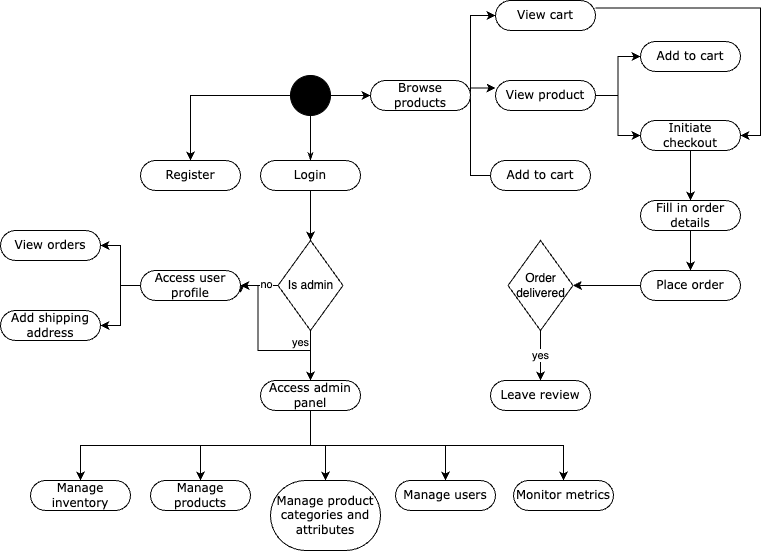 View cart
Add to cart
Browse
products
View product
Initiate
checkout
Register
Login
Add to cart
Fill in order
details
View orders
Access user
profile
no
Is admin
Order
delivered
Place order
Add shipping
address
yes
yes
Access admin
panel
Leave review
Manage
inventory
Manage
products
Manage product
categories and
attributes
Manage users
Monitor metrics